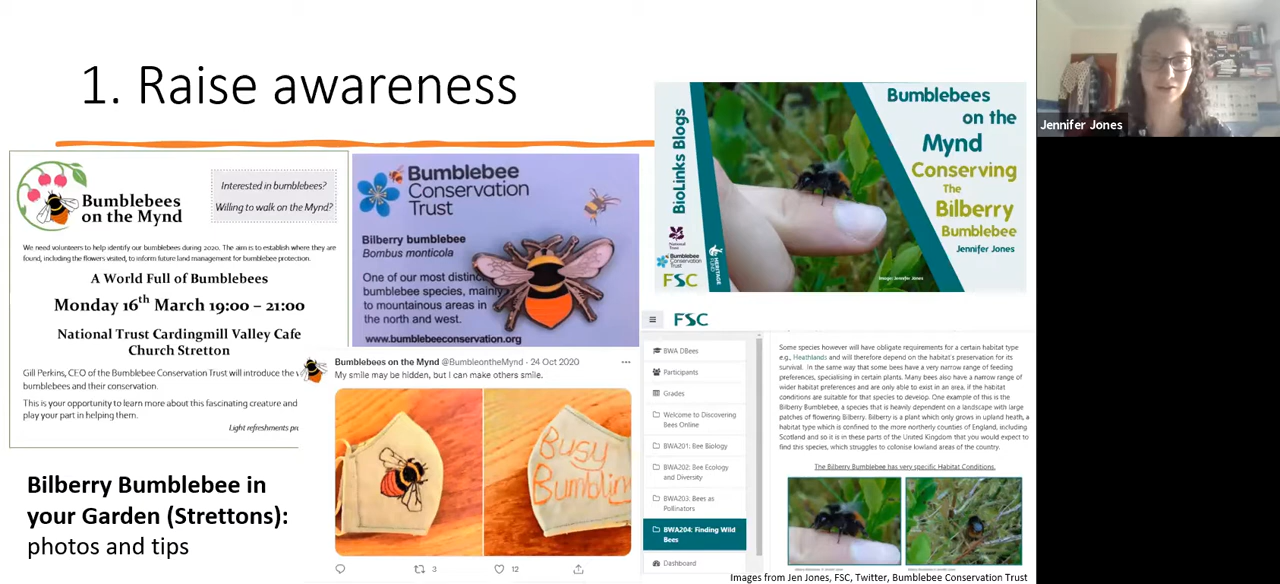 1. Raise awareness
Bumblebees
on the Mynd
Interested in bumblebees?
Willing to walk on the Mynd?
We need volunteers to help identify our bumblebees during 2020. The aim is to establish where they are
found, including the flowers visited, to inform future land management for bumblebee protection.
A World Full of Bumblebees
Monday 16th March 19:00 – 21:00
National Trust Cardingmill Valley Cafe
Church Stretton
Gill Perkins, CEO of the Bumblebee Conservation Trust will introduce the
bumblebees and their conservation.
This is your opportunity to learn more about this fascinating creature and
play your part in helping them.
Light refreshments
Bumblebee
Conservation
Trust
Bilberry bumblebee
Bombus monticola
One of our most distinc
bumblebee species, mainly
to mountainous areas in
the north and west.
www.bumblebeeconservation.org
Bumblebees on the Mynd @BumbleontheMynd · 24 Oct 2020
My smile may be hidden, but I can make others smile.
Busy
Bumblin
3
12
Bilberry Bumblebee in
your Garden (Strettons):
photos and tips
BioLinks Blogs
National
Trust
Bumblebee
Conservation
Trust
FSC
HERITAGE
FUND
Bumblebees
on the
Mynd
Conserving
The
Bilberry
Bumblebee
Jennifer Jones
Image: Jennifer Jones
FSC
BWA DBees
Participants
Grades
Welcome to Discovering
Bees Online
BWA201: Bee Biology
BWA202: Bee Ecology
and Diversity
BWA203: Bees as
Pollinators
BWA204: Finding Wild
Bees
Dashboard
Some species however will have obligate requirements for a certain habitat type
e.g., Heathlands and will therefore depend on the habitat's preservation for its
survival. In the same way that some bees have a very narrow range of feeding
preferences, specialising in certain plants. Many bees also have a narrow range of
wider habitat preferences and are only able to exist in an area, if the habitat
conditions are suitable for that species to develop. One example of this is the
Bilberry Bumblebee, a species that is heavily dependent on a landscape with large
patches of flowering Bilberry. Bilberry is a plant which only grows in upland heath, a
habitat type which is confined to the more northerly counties of England, including
Scotland and so it is in these parts of the United Kingdom that you would expect to
find this species, which struggles to colonise lowland areas of the country.
The Bilberry Bumblebee has very specific Habitat Conditions.
Images from Jen Jones, FSC, Twitter, Bumblebee Conservation Trust
Jennifer Jones